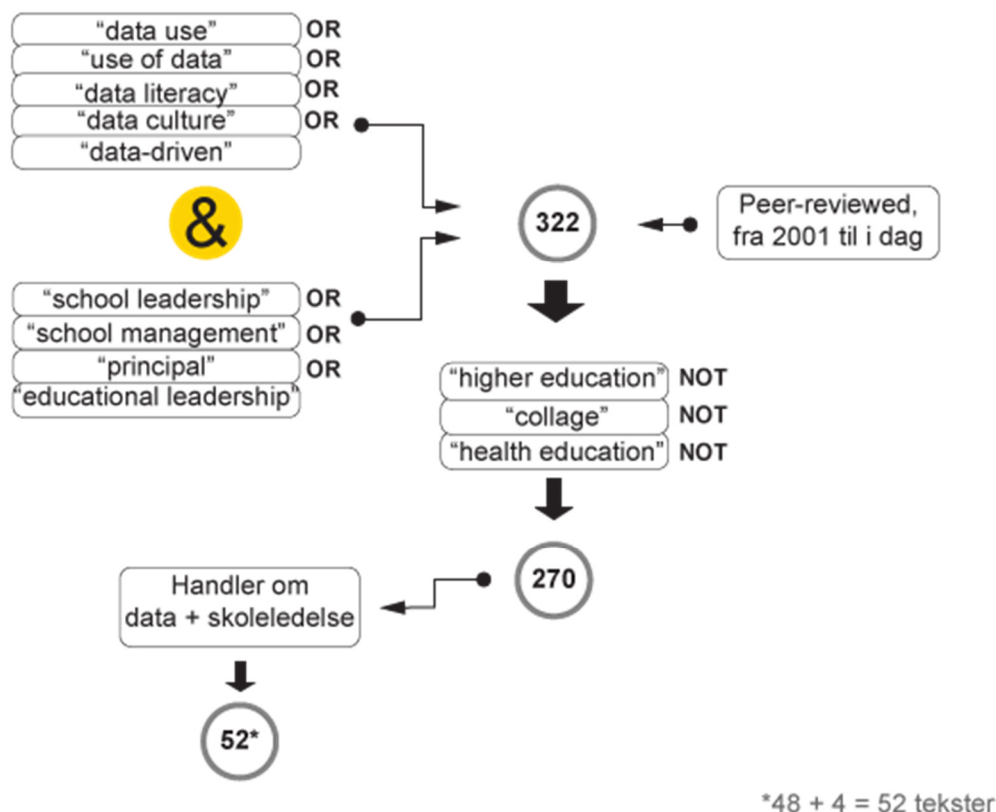 “data use” OR
“use of data” OR
“data literacy” OR
“data culture” OR
“data-driven”
&
“school leadership” OR
“school management” OR
“principal” OR
“educational leadership”
322
Peer-reviewed,
fra 2001 til i dag
“higher education” NOT
“collage” NOT
“health education” NOT
270
Handler om
data + skoleledelse
52*
*48 + 4 = 52 tekster